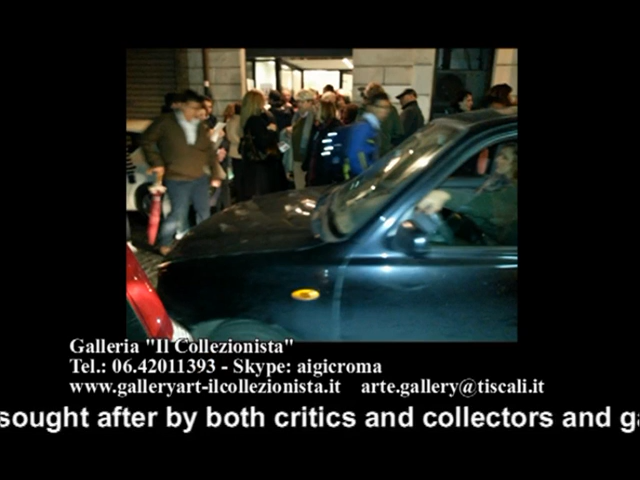 Galleria "Il Collezionista"
Tel.: 06.42011393 - Skype: aigicroma
www.galleryart-ilcollezionista.it arte.gallery@tiscali.it
sought after by both critics and collectors and ga